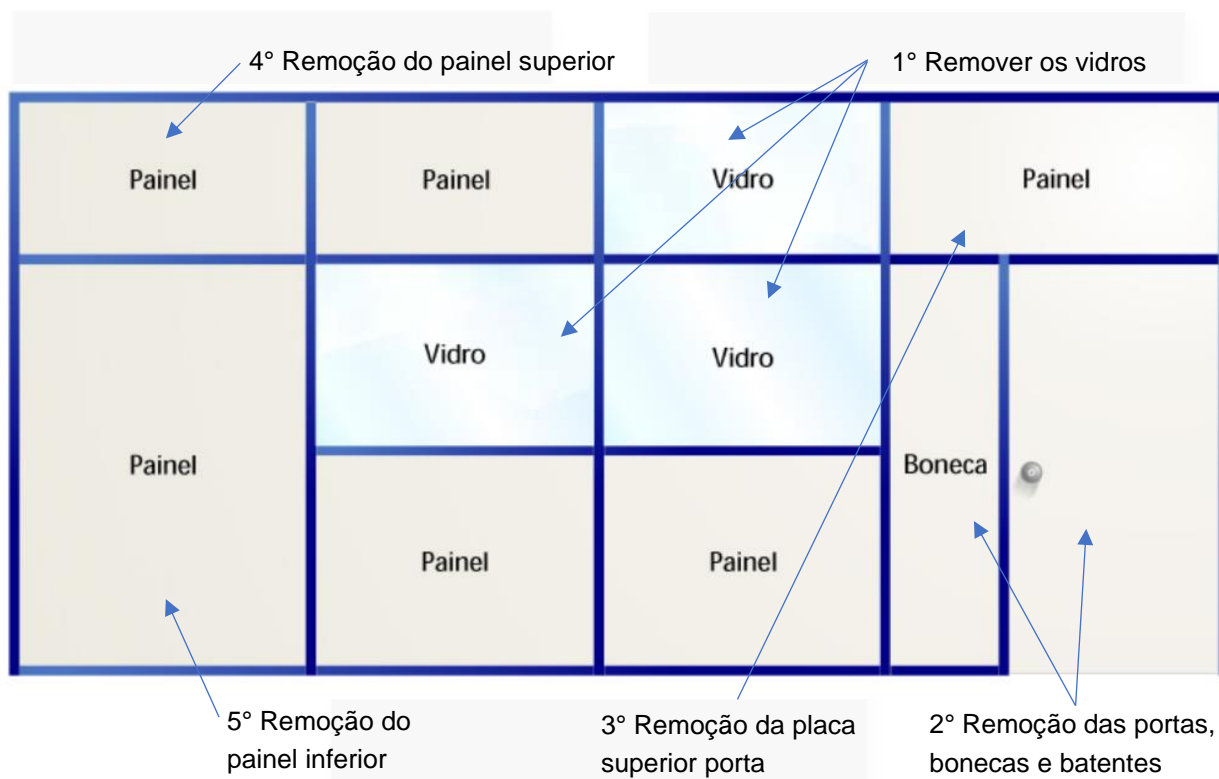 4° Remoção do painel superior
1° Remover os vidros
Painel
Painel
Vidro
Painel
Vidro
Vidro
Painel
Boneca
Painel
Painel
5° Remoção do
painel inferior
3° Remoção da placa
superior porta
2° Remoção das portas,
bonecas e batentes